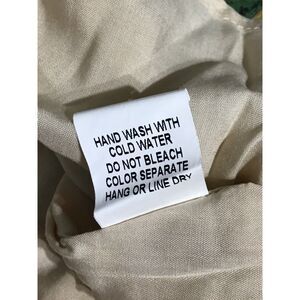 HAND WASH WITH
COLD WATER
DO NOT BLEACH
COLOR SEPARATE
HANG OR LINE DRY